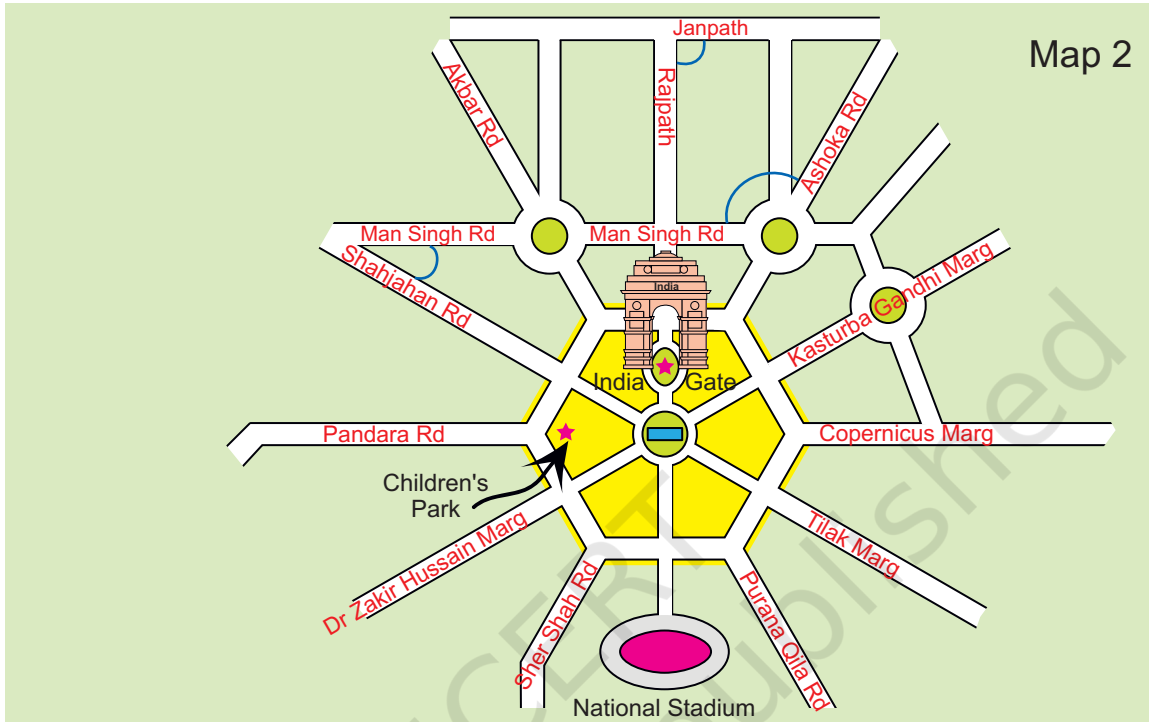 Janpath
Map 2
Akbar Rd
Rajpath
Ashoka Rd
Man Singh Rd
Man Singh Rd
Shahjahan Rd
India
Kasturba Gandhi Marg
India Gate
Pandara Rd
Copernicus Marg
Children's
Park
Dr Zakir Hussain Marg
Tilak Marg
Sher Shah Rd
Purana Qila Rd
National Stadium